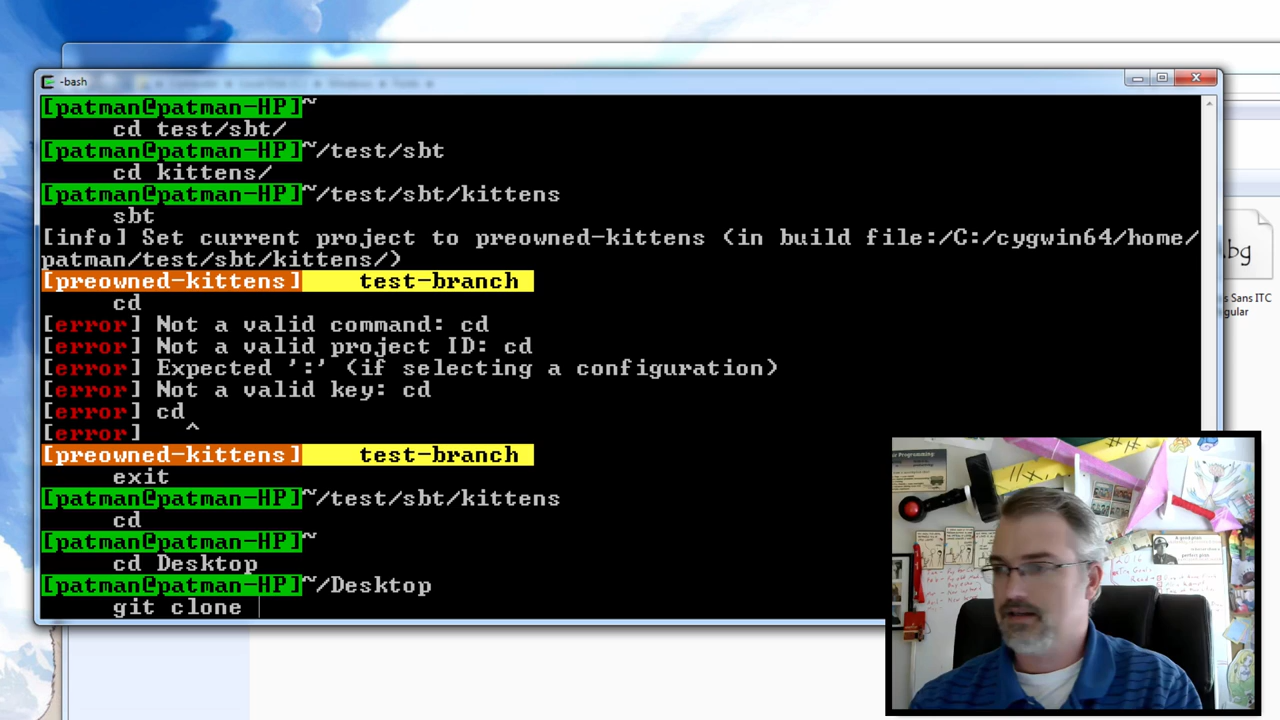 -bash
[patman@patman-HP]~
cd test/sbt/
[patman@patman-HP]~/test/sbt
cd kittens/
[patman@patman-HP]~/test/sbt/kittens
sbt
[info] Set current project to preowned-kittens (in build file:/C:/cygwin64/home/
patman/test/sbt/kittens/)
[preowned-kittens] test-branch
cd
[error] Not a valid command: cd
[error] Not a valid project ID: cd
[error] Expected ':' (if selecting a configuration)
[error] Not a valid key: cd
[error] cd
[error] ^
[preowned-kittens] test-branch
exit
[patman@patman-HP]~/test/sbt/kittens
cd
[patman@patman-HP]~
cd Desktop
[patman@patman-HP]~/Desktop
git clone
bg
s Sans ITC
gular